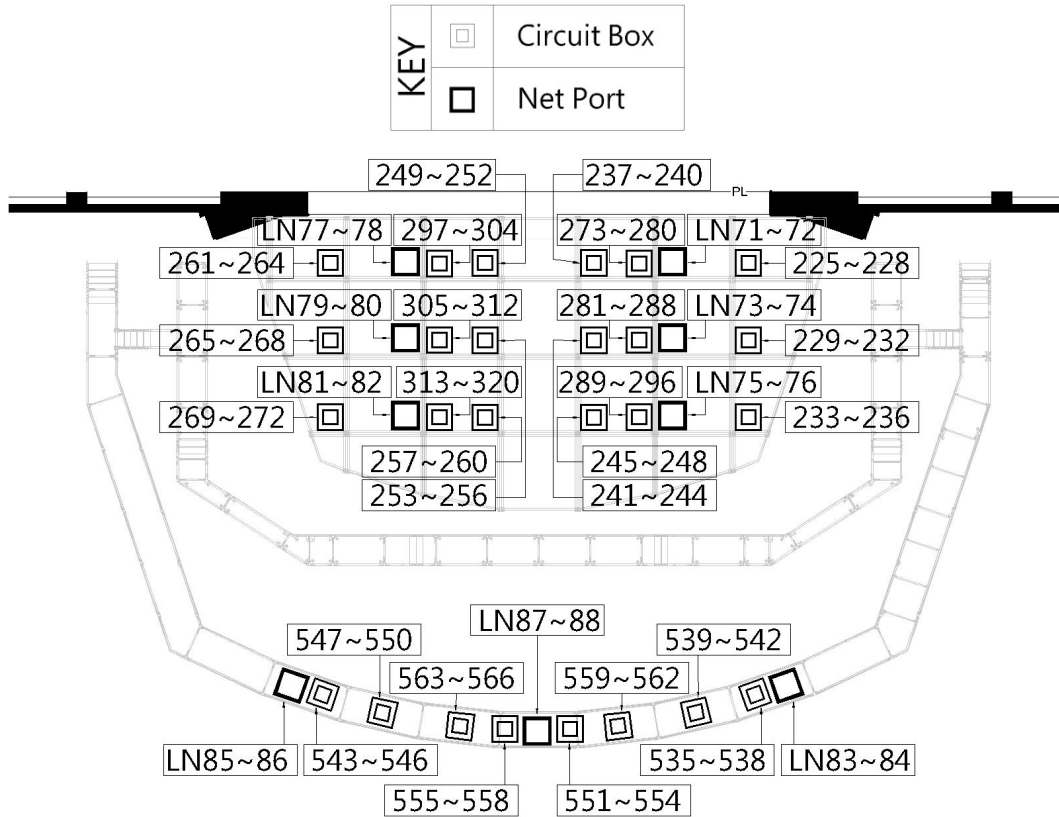 KEY
Circuit Box
Net Port
249~252
237~240
PL
LN77~78
297~304
273~280
LN71~72
261~264
225~228
LN79~80
305~312
281~288
LN73~74
265~268
229~232
LN81~82
313~320
289~296
LN75~76
269~272
233~236
257~260
245~248
253~256
241~244
LN87~88
547~550
539~542
563~566
559~562
LN85~86
543~546
535~538
LN83~84
555~558
551~554